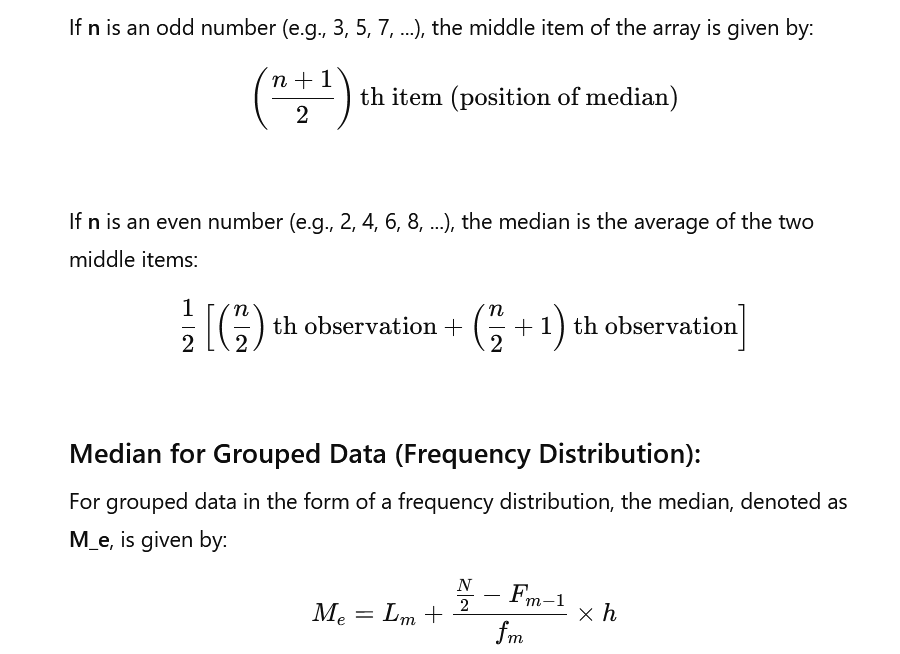 If n is an odd number (e.g., 3, 5, 7, ...), the middle item of the array is given by:
$\left(\frac{n+1}{2}\right)$ th item (position of median)
If n is an even number (e.g., 2, 4, 6, 8, ...), the median is the average of the two
middle items:
$\frac{1}{2}\left[\left(\frac{n}{2}\right) \text{th observation} + \left(\frac{n}{2}+1\right) \text{th observation}\right]$
Median for Grouped Data (Frequency Distribution):
For grouped data in the form of a frequency distribution, the median, denoted as
M_e, is given by:
$M_e = L_m + \frac{\frac{N}{2} - F_{m-1}}{f_m} \times h$